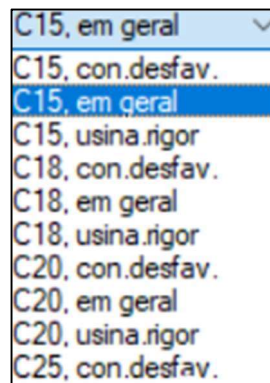 C15, em geral
C15, con.desfav.
C15, em geral
C15, usina.rigor
C18, con.desfav.
C18, em geral
C18, usina.rigor
C20, con.desfav.
C20, em geral
C20, usina.rigor
C25, con.desfav.